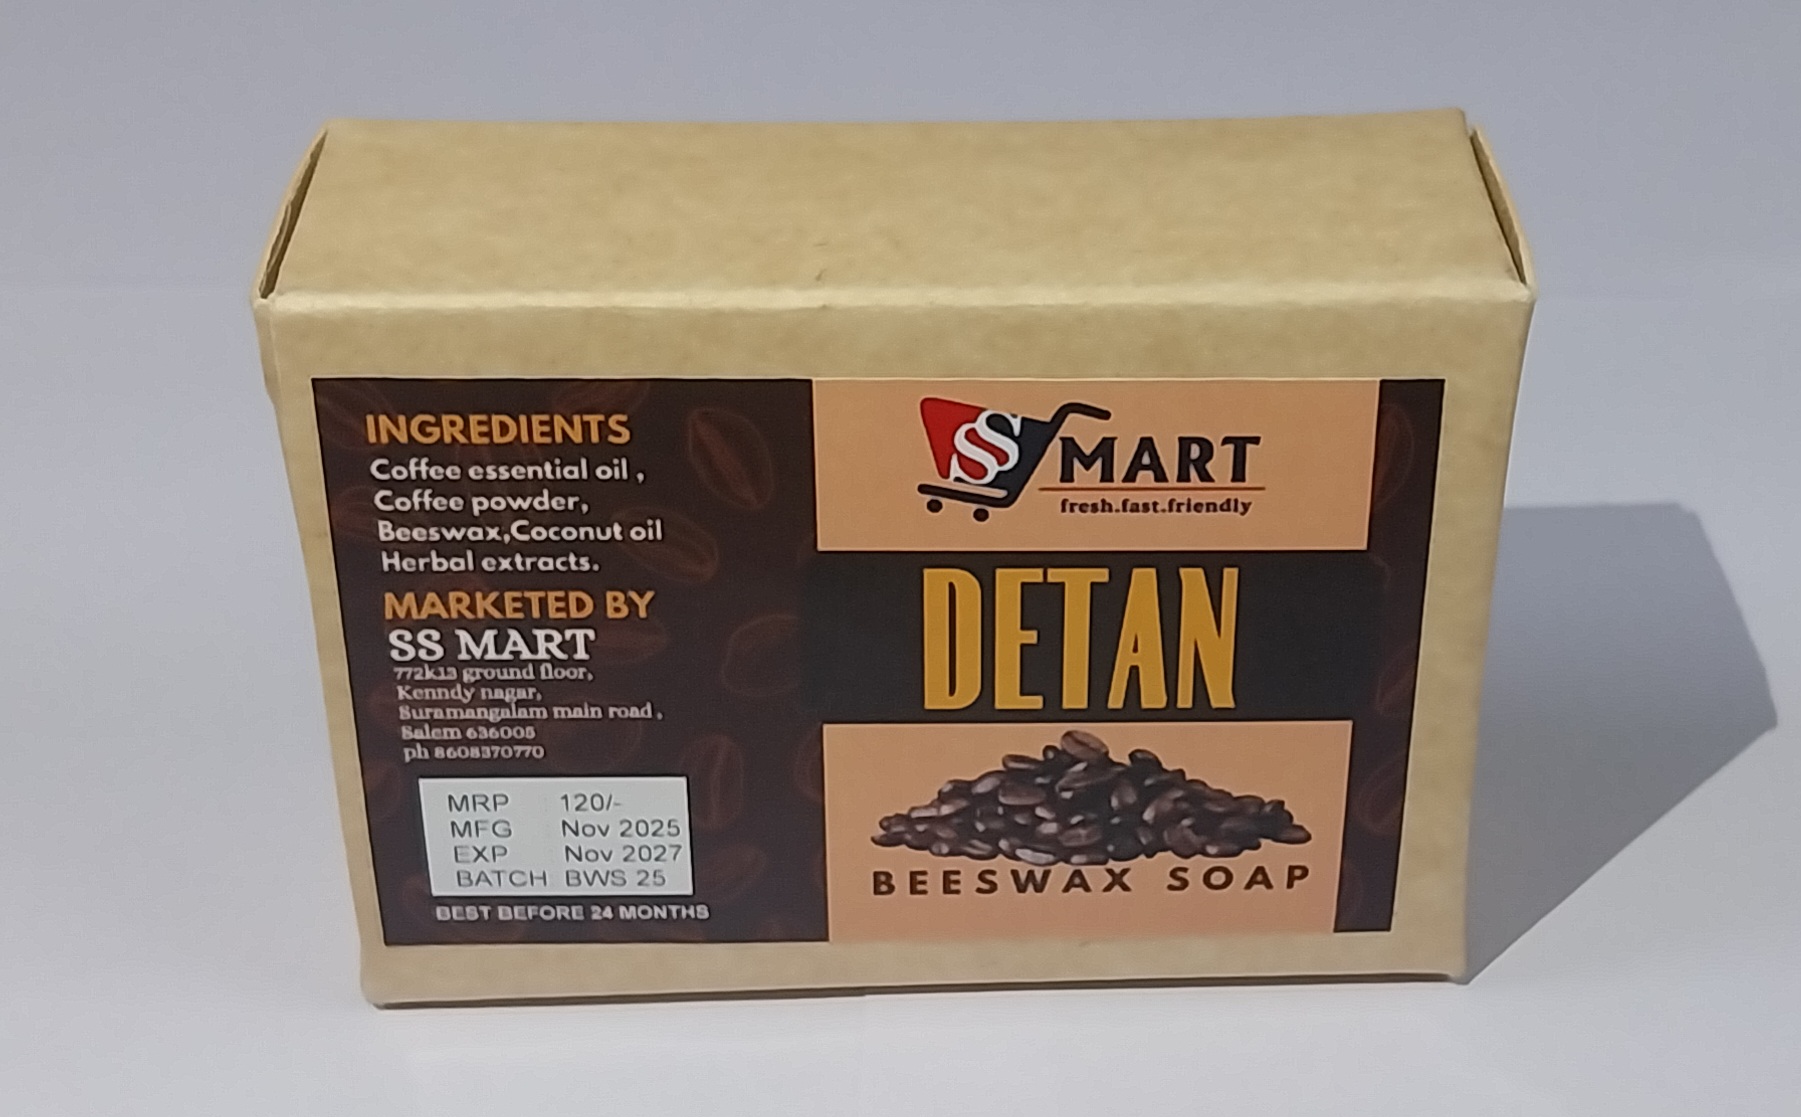 INGREDIENTS
Coffee essential oil ,
Coffee powder,
Beeswax,Coconut oil
Herbal extracts.
MARKETED BY
SS MART
772k13 ground floor,
Kenndy nagar,
Suramangalam main road ,
Salem 636005
ph 8608370770
MRP 120/-
MFG Nov 2025
EXP Nov 2027
BATCH BWS 25
BEST BEFORE 24 MONTHS
SS MART
fresh.fast.friendly
DETAN
BEESWAX SOAP